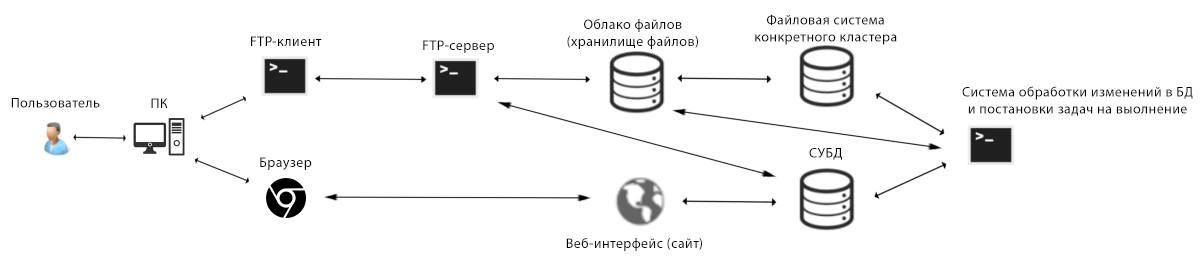 Облако файлов
(хранилище файлов)
Файловая система
конкретного кластера
FTP-клиент
FTP-сервер
Пользователь
ПК
Система обработки изменений в БД
и постановки задач на выолнение
>_
>_
>_
Браузер
СУБД
Веб-интерфейс (сайт)